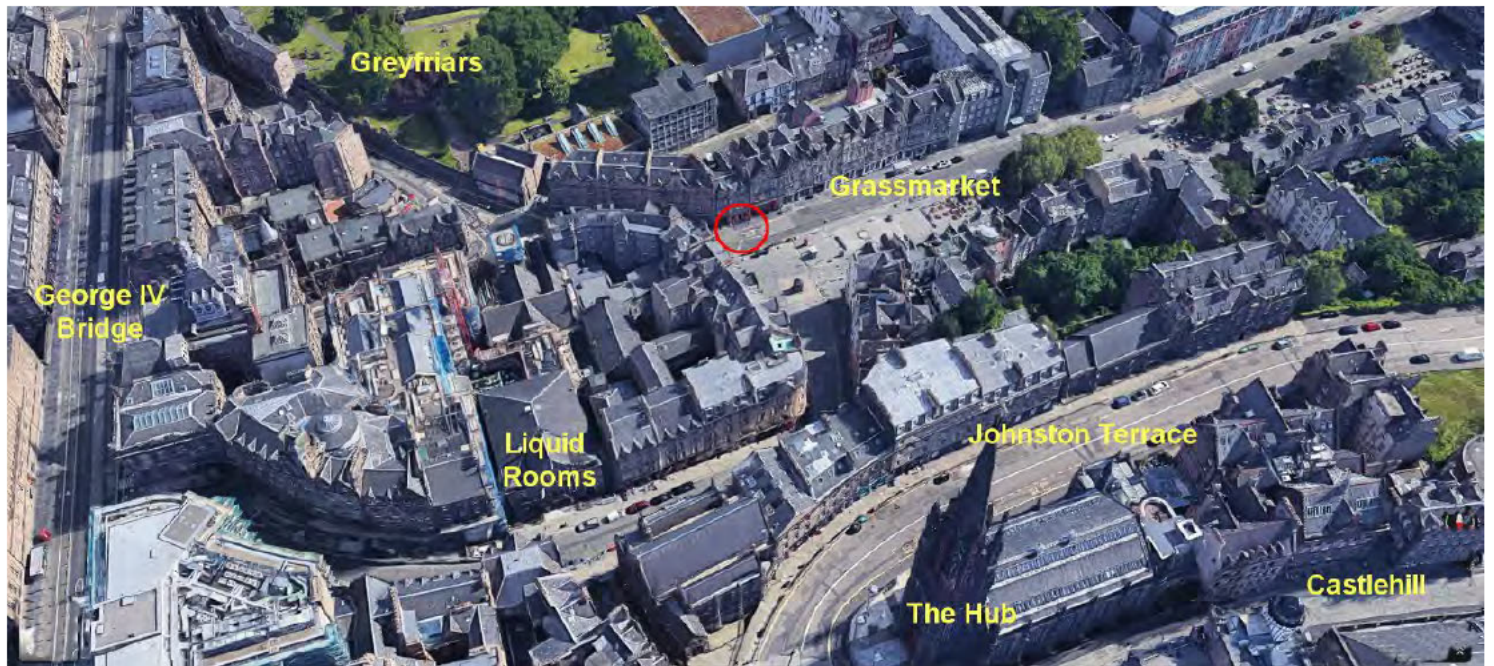 Greyfriars
Grassmarket
George IV
Bridge
Liquid
Rooms
Johnston Terrace
The Hub
Castlehill